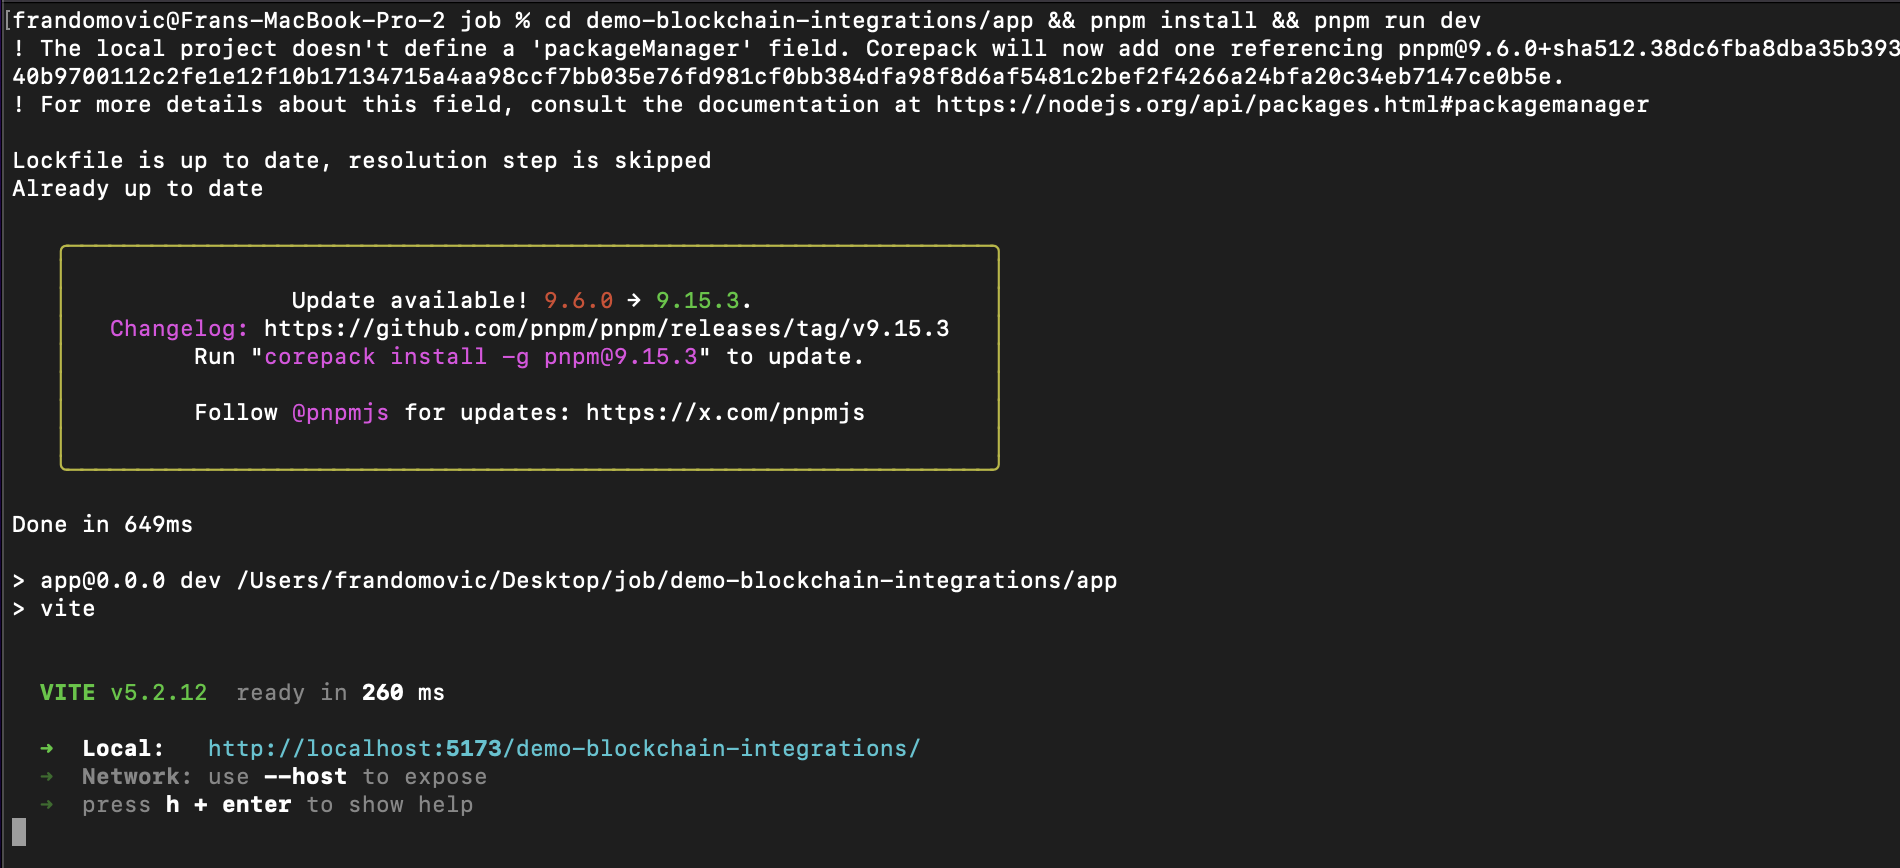 [frandomovic@Frans-MacBook-Pro-2 job % cd demo-blockchain-integrations/app && pnpm install && pnpm run dev
! The local project doesn't define a 'packageManager' field. Corepack will now add one referencing pnpm@9.6.0+sha512.38dc6fba8dba35b393
40b9700112c2fe1e12f10b17134715a4aa98ccf7bb035e76fd981cf0bb384dfa98f8d6af5481c2bef2f4266a24bfa20c34eb7147ce0b5e.
! For more details about this field, consult the documentation at https://nodejs.org/api/packages.html#packagemanager
Lockfile is up to date, resolution step is skipped
Already up to date
Update available! 9.6.0 → 9.15.3.
Changelog: https://github.com/pnpm/pnpm/releases/tag/v9.15.3
Run "corepack install -g pnpm@9.15.3" to update.
Follow @pnpmjs for updates: https://x.com/pnpmjs
Done in 649ms
> app@0.0.0 dev /Users/frandomovic/Desktop/job/demo-blockchain-integrations/app
> vite
VITE v5.2.12  ready in 260 ms
➜  Local:   http://localhost:5173/demo-blockchain-integrations/
➜  Network: use --host to expose
➜  press h + enter to show help